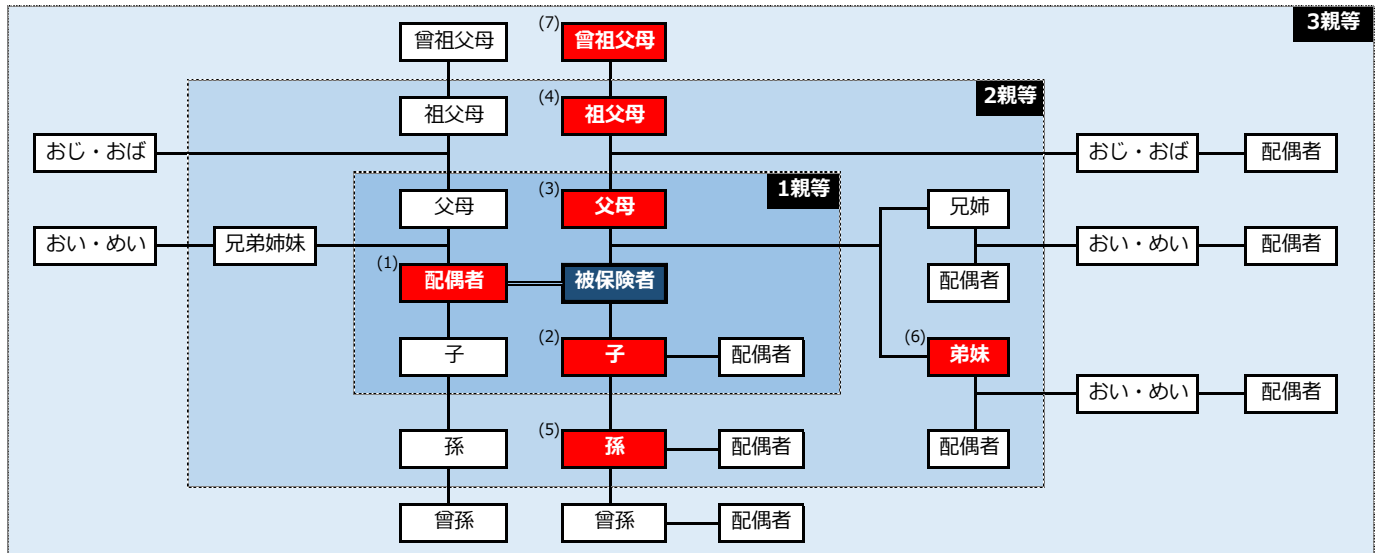 3親等
曾祖父母
(7)
曾祖父母
2親等
祖父母
(4)
祖父母
おじ・おば
おじ・おば
配偶者
1親等
父母
(3)
父母
兄姉
おい・めい
兄弟姉妹
おい・めい
配偶者
(1)
配偶者
被保険者
配偶者
子
(2)
子
配偶者
(6)
弟妹
おい・めい
配偶者
孫
(5)
孫
配偶者
配偶者
曾孫
曾孫
配偶者